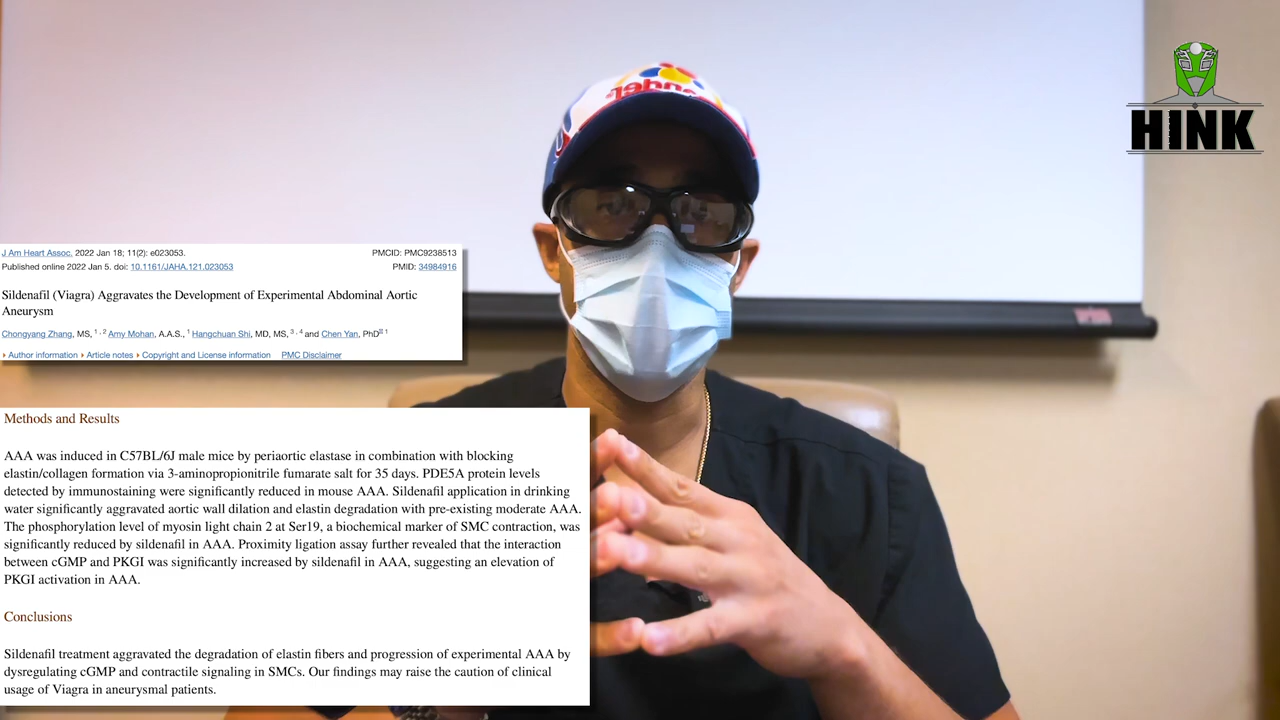 J Am Heart Assoc. 2022 Jan 18; 11(2): e023053.
PMCID: PMC9238513
Published online 2022 Jan 5. doi: 10.1161/JAHA.121.023053
PMID: 34984916
Sildenafil (Viagra) Aggravates the Development of Experimental Abdominal Aortic
Aneurysm
Chongyang Zhang, MS, 1, 2 Amy Mohan, A.A.S., 1 Hangchuan Shi, MD, MS, 3, 4 and Chen Yan, PhD✉ 1
▸ Author information ▸ Article notes ▸ Copyright and License information PMC Disclaimer
HINK
Methods and Results
AAA was induced in C57BL/6J male mice by periaortic elastase in combination with blocking
elastin/collagen formation via 3-aminopropionitrile fumarate salt for 35 days. PDE5A protein levels
detected by immunostaining were significantly reduced in mouse AAA. Sildenafil application in drinking
water significantly aggravated aortic wall dilation and elastin degradation with pre-existing moderate AAA.
The phosphorylation level of myosin light chain 2 at Ser19, a biochemical marker of SMC contraction, was
significantly reduced by sildenafil in AAA. Proximity ligation assay further revealed that the interaction
between cGMP and PKGI was significantly increased by sildenafil in AAA, suggesting an elevation of
PKGI activation in AAA.
Conclusions
Sildenafil treatment aggravated the degradation of elastin fibers and progression of experimental AAA by
dysregulating cGMP and contractile signaling in SMCs. Our findings may raise the caution of clinical
usage of Viagra in aneurysmal patients.